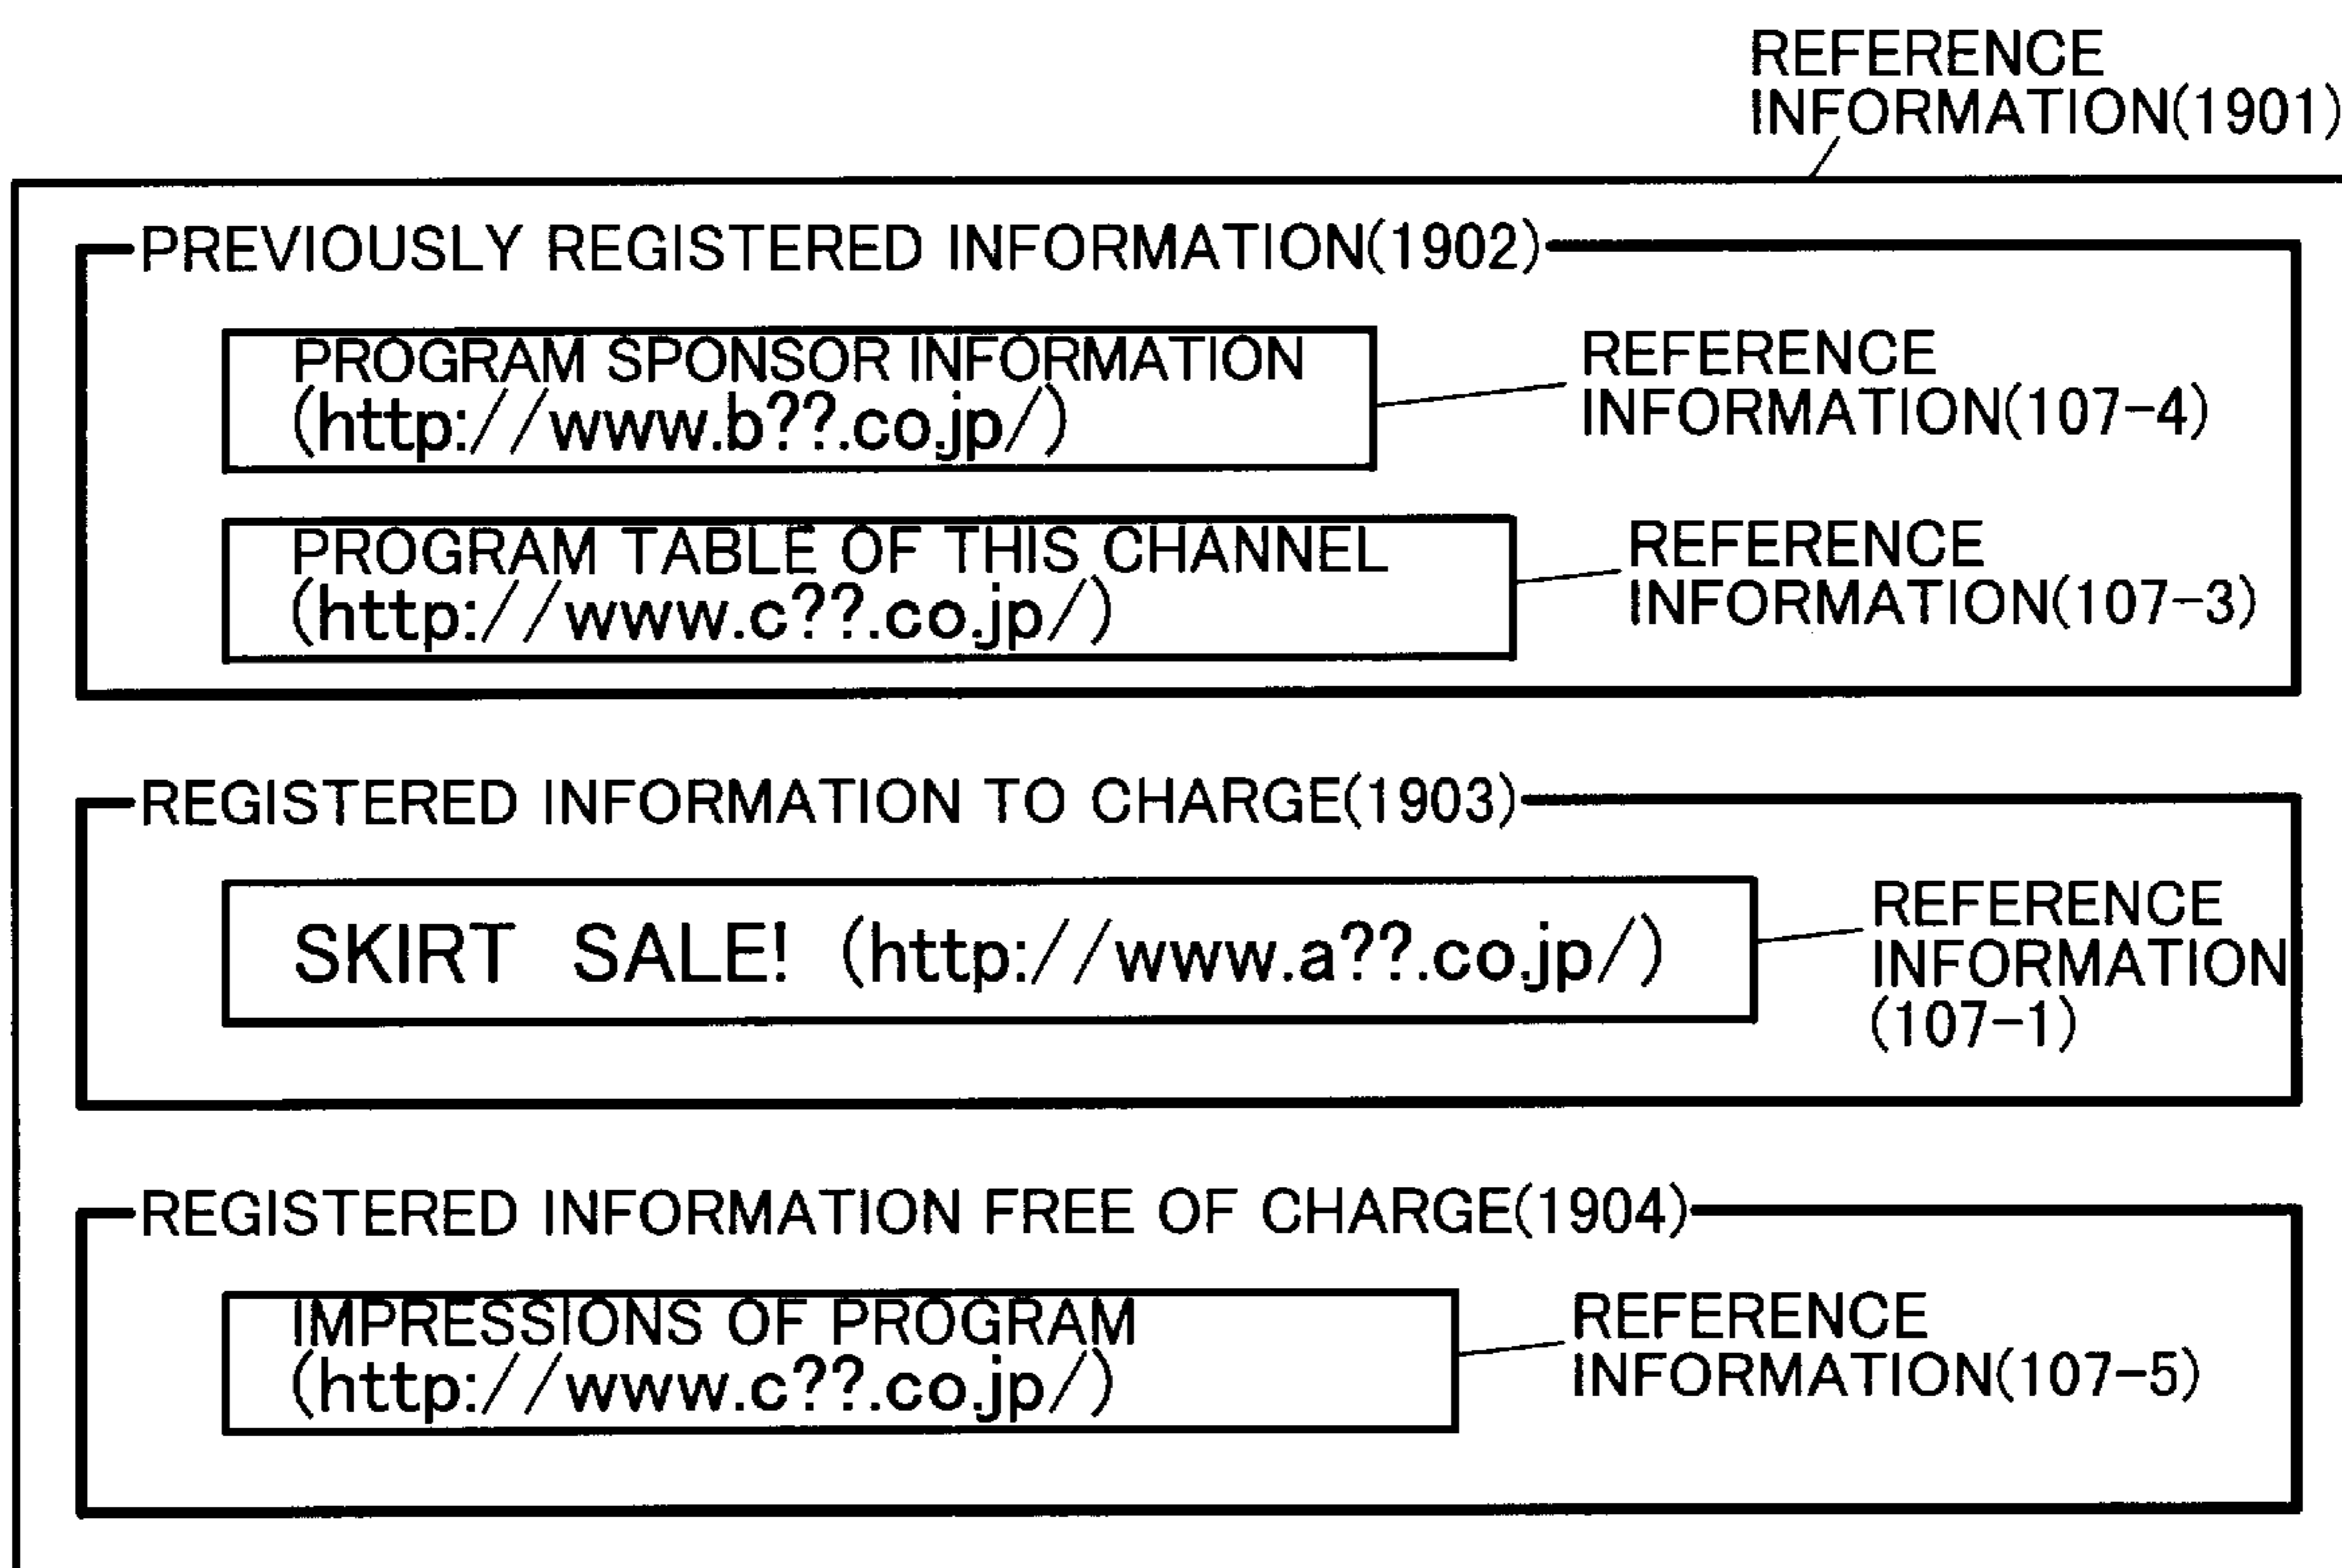 REFERENCE
INFORMATION(1901)
PREVIOUSLY REGISTERED INFORMATION(1902)
PROGRAM SPONSOR INFORMATION
(http://www.b??.co.jp/)
REFERENCE
INFORMATION(107-4)
PROGRAM TABLE OF THIS CHANNEL
(http://www.c??.co.jp/)
REFERENCE
INFORMATION(107-3)
REGISTERED INFORMATION TO CHARGE(1903)
SKIRT SALE! (http://www.a??.co.jp/)
REFERENCE
INFORMATION
(107-1)
REGISTERED INFORMATION FREE OF CHARGE(1904)
IMPRESSIONS OF PROGRAM
(http://www.c??.co.jp/)
REFERENCE
INFORMATION(107-5)